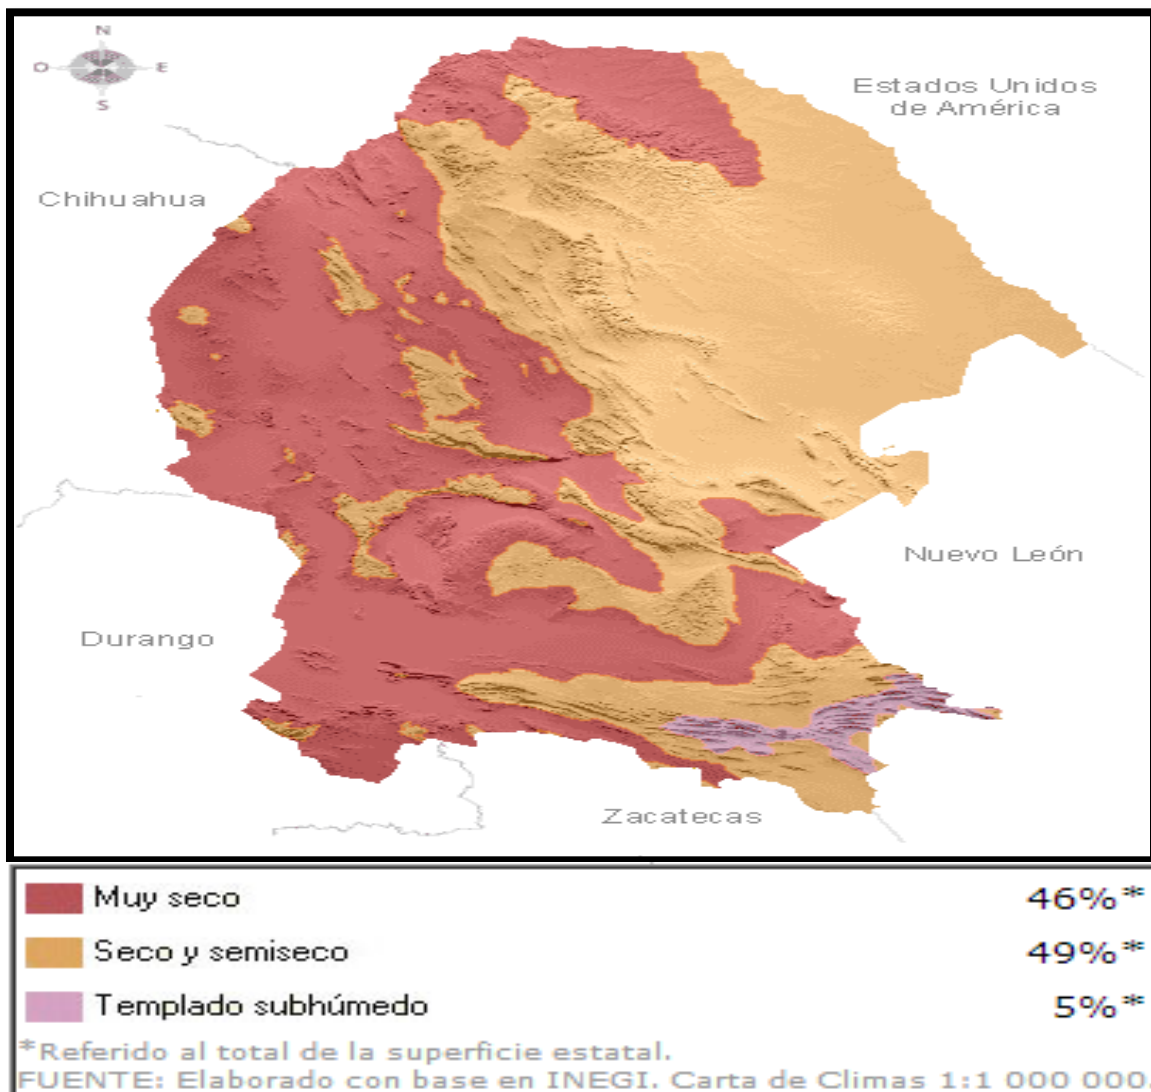 N
O E
S
Estados Unidos
de América
Chihuahua
Nuevo León
Durango
Zacatecas
Muy seco 46%*
Seco y semiseco 49%*
Templado subhúmedo 5%*
*Referido al total de la superficie estatal.
FUENTE: Elaborado con base en INEGI. Carta de Climas 1:1 000 000.